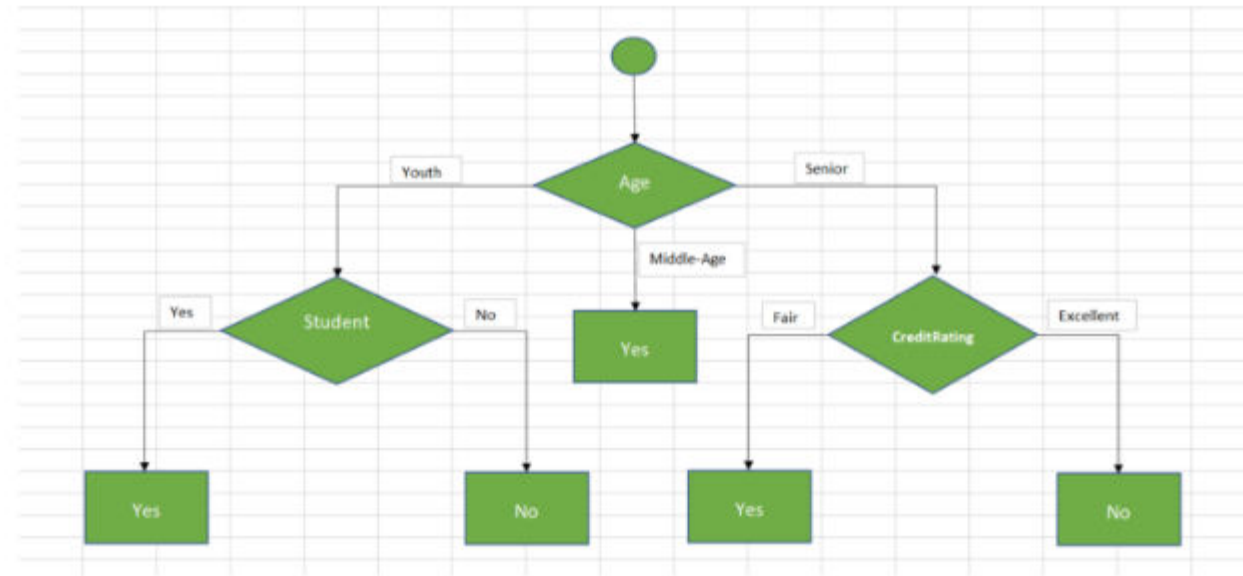 Youth
Age
Senior
Middle-Age
Yes
Student
No
Yes
Fair
CreditRating
Excellent
Yes
No
Yes
No